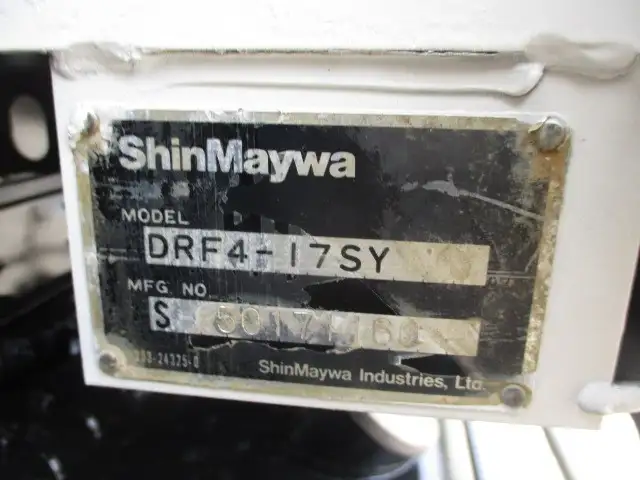 ShinMaywa
MODEL
DRF4-17SY
MFG. NO.
S
ShinMaywa Industries, Ltd.